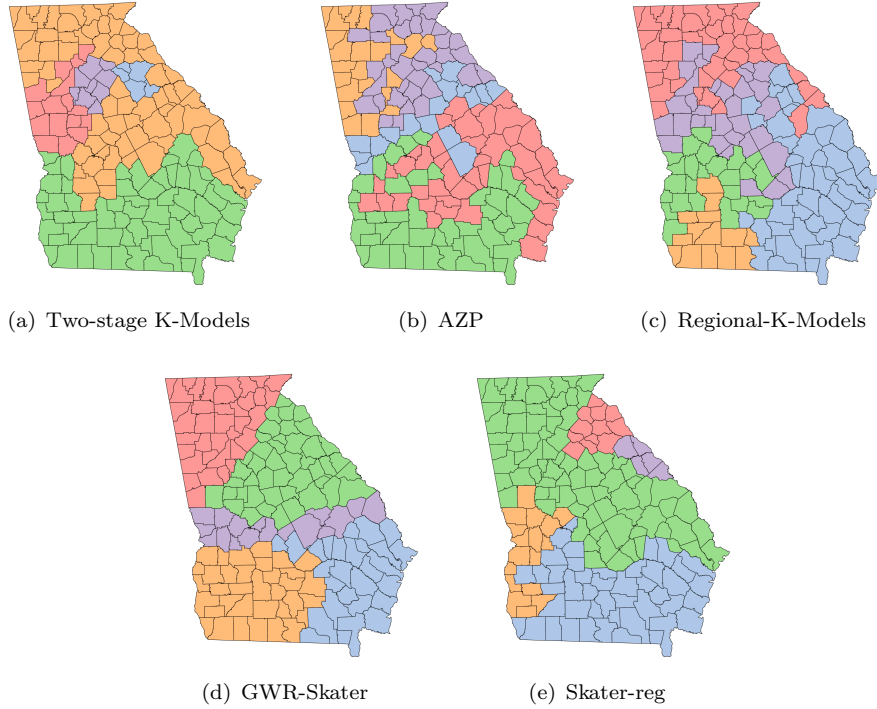 (a) Two-stage K-Models
(b) AZP
(c) Regional-K-Models
(d) GWR-Skater
(e) Skater-reg